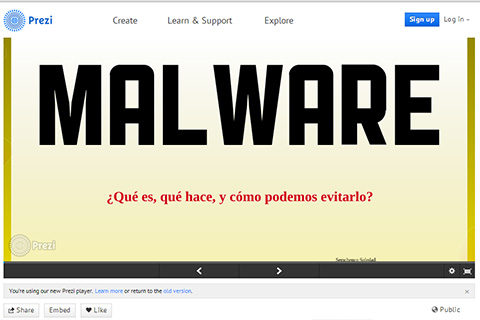 Prezi Create Learn & Support Explore Sign up Log in
MALWARE
¿Qué es, qué hace, y cómo podemos evitarlo?
Prezi
You're using our new Prezi player. Learn more or return to the old version. ×
Share Embed Like Public